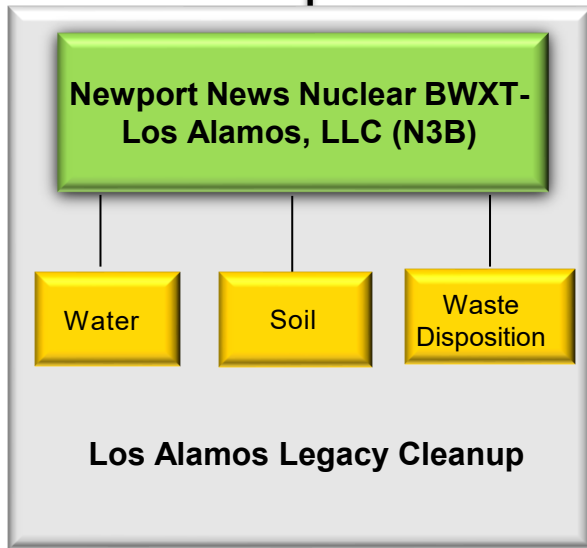 Newport News Nuclear BWXT-
Los Alamos, LLC (N3B)
Water
Soil
Waste
Disposition
Los Alamos Legacy Cleanup